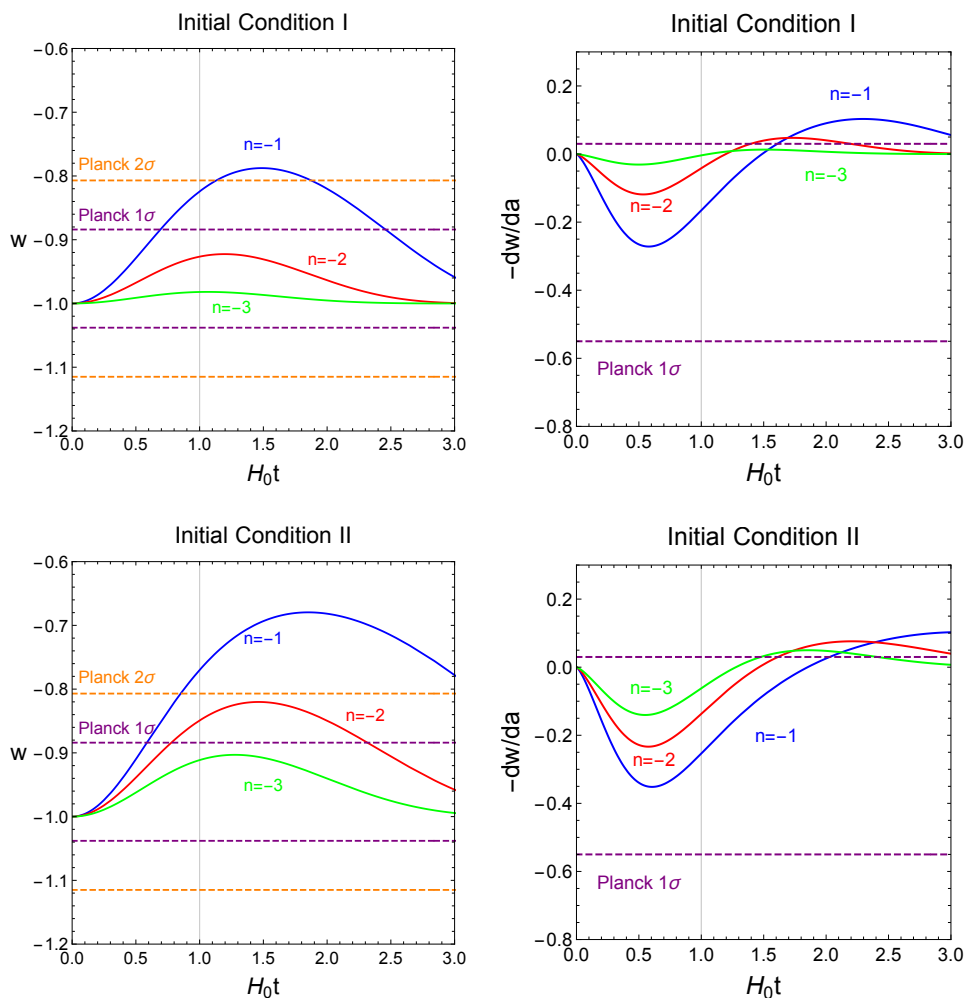 Initial Condition I
−0.6
−0.7
−0.8
−0.9
−1.0
−1.1
−1.2
w
n=−1
Planck 2σ
Planck 1σ
n=−2
n=−3
0.0 0.5 1.0 1.5 2.0 2.5 3.0
H₀t
Initial Condition I
0.2
0.0
−0.2
−0.4
−0.6
−0.8
−dw/da
n=−1
n=−3
n=−2
Planck 1σ
0.0 0.5 1.0 1.5 2.0 2.5 3.0
H₀t
Initial Condition II
−0.6
−0.7
−0.8
−0.9
−1.0
−1.1
−1.2
w
n=−1
Planck 2σ
Planck 1σ
n=−2
n=−3
0.0 0.5 1.0 1.5 2.0 2.5 3.0
H₀t
Initial Condition II
0.2
0.0
−0.2
−0.4
−0.6
−0.8
−dw/da
n=−3
n=−2
n=−1
Planck 1σ
0.0 0.5 1.0 1.5 2.0 2.5 3.0
H₀t